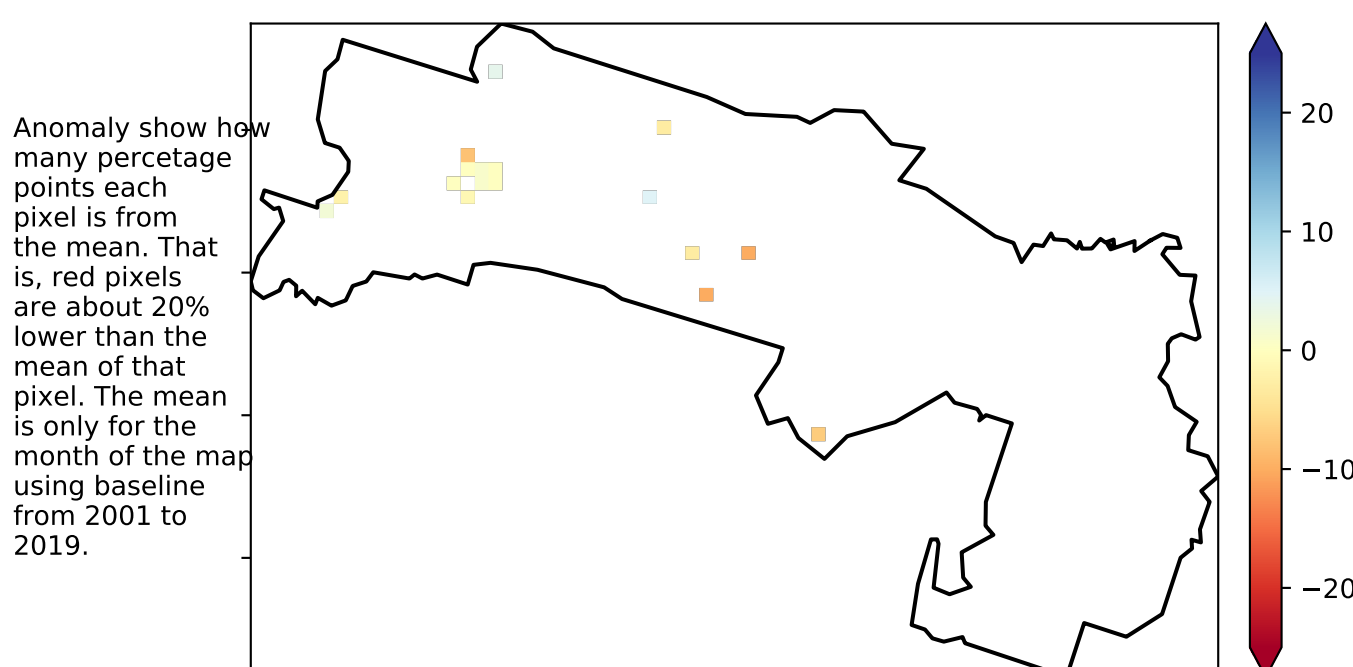 Anomaly show how
many percetage
points each
pixel is from
the mean. That
is, red pixels
are about 20%
lower than the
mean of that
pixel. The mean
is only for the
month of the map
using baseline
from 2001 to
2019.
20
10
0
−10
−20